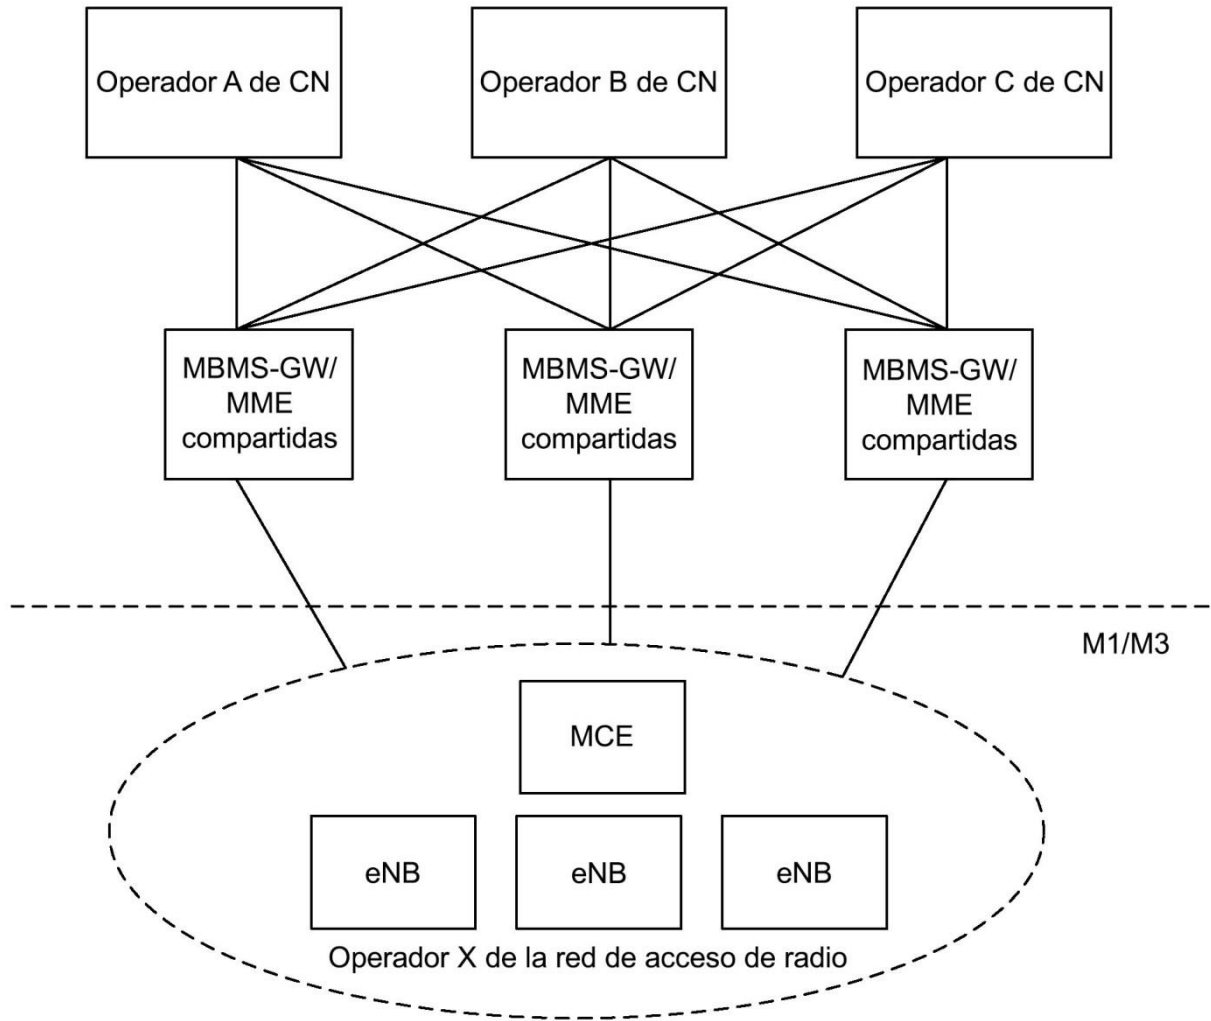 Operador A de CN
Operador B de CN
Operador C de CN
MBMS-GW/
MME
compartidas
MBMS-GW/
MME
compartidas
MBMS-GW/
MME
compartidas
M1/M3
MCE
eNB
eNB
eNB
Operador X de la red de acceso de radio